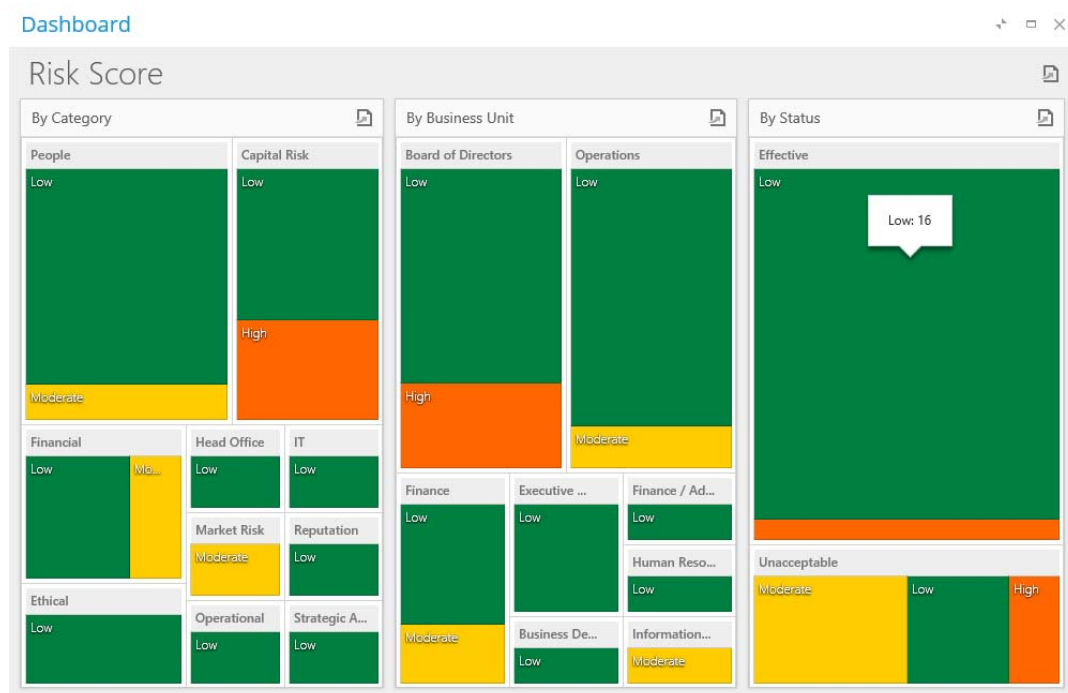 Dashboard
Risk Score
By Category
People
Low
Moderate
Capital Risk
Low
High
Financial
Low
Mo...
Head Office
Low
IT
Low
Market Risk
Moderate
Reputation
Low
Ethical
Low
Operational
Low
Strategic A...
Low
By Business Unit
Board of Directors
Low
High
Operations
Low
Moderate
Finance
Low
Moderate
Executive ...
Low
Finance / Ad...
Low
Human Reso...
Low
Business De...
Low
Information...
Moderate
By Status
Effective
Low
Low: 16
Unacceptable
Moderate
Low
High